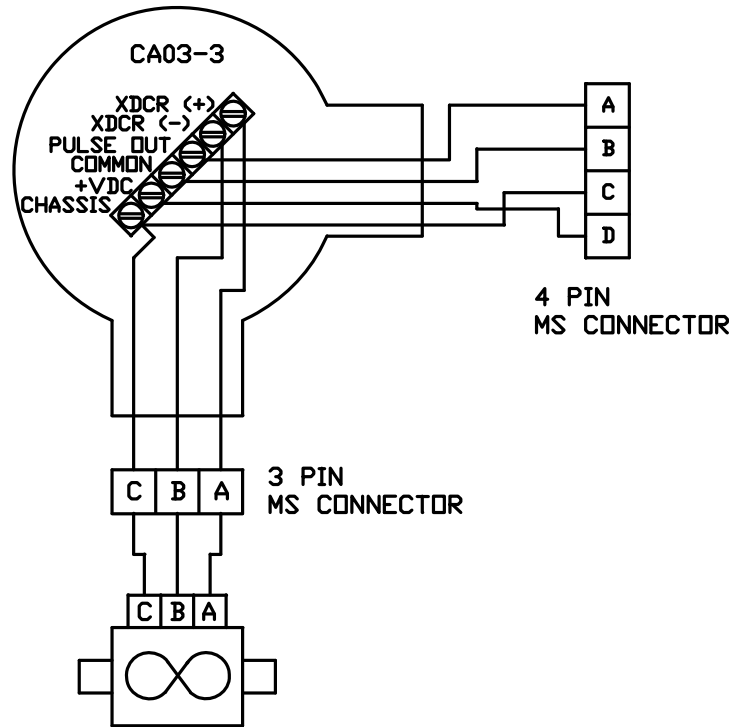 CA03-3
XDCR (+)
XDCR (-)
PULSE OUT
COMMON
+VDC
CHASSIS
A
B
C
D
4 PIN
MS CONNECTOR
C B A
3 PIN
MS CONNECTOR
C B A